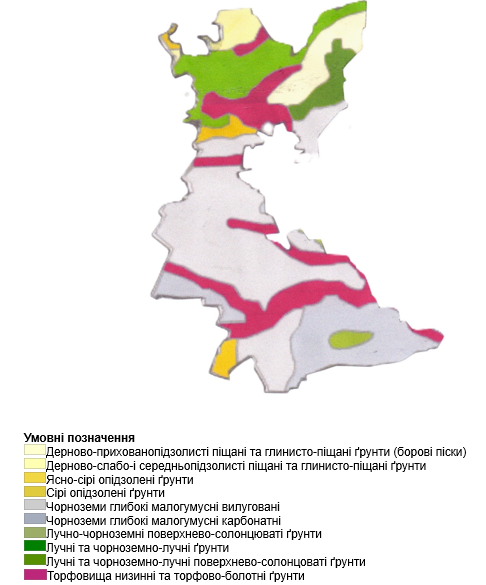 Умовні позначення
Дерново-прихованопідзолисті піщані та глинисто-піщані ґрунти (борові піски)
Дерново-слабо-і середньопідзолисті піщані та глинисто-піщані ґрунти
Ясно-сірі опідзолені ґрунти
Сірі опідзолені ґрунти
Чорноземи глибокі малогумусні вилуговані
Чорноземи глибокі малогумусні карбонатні
Лучно-чорноземні поверхнево-солонцюваті ґрунти
Лучні та чорноземно-лучні ґрунти
Лучні та чорноземно-лучні поверхнево-солонцюваті ґрунти
Торфовища низинні та торфово-болотні ґрунти